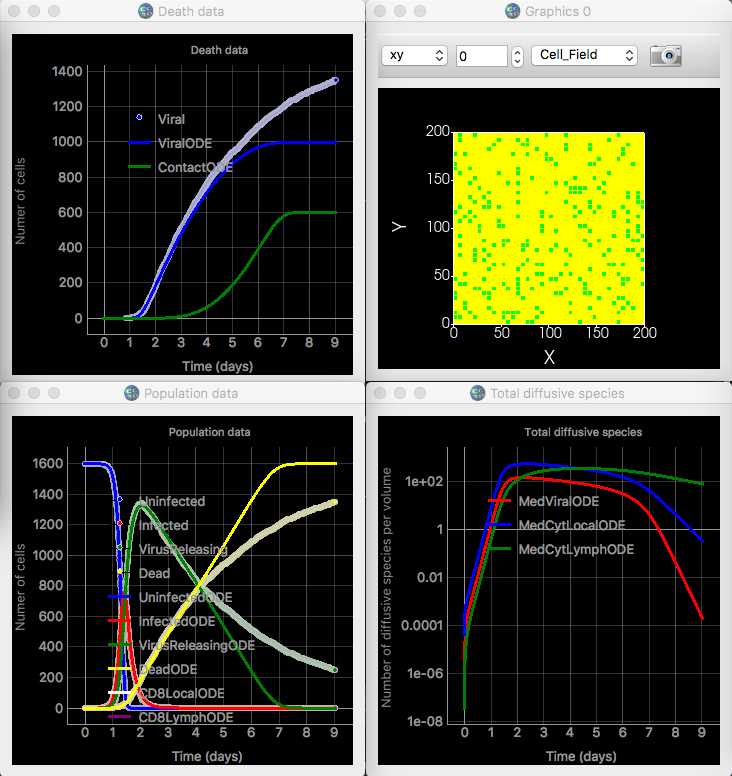 Death data
Death data
1400
1200
1000
800
600
400
200
0
Numer of cells
Viral
ViralODE
ContactODE
0 1 2 3 4 5 6 7 8 9
Time (days)
Graphics 0
xy 0 Cell_Field
200
150
100
50
0
Y
0 50 100 150 200
X
Population data
Population data
1600
1400
1200
1000
800
600
400
200
0
Numer of cells
Uninfected
Infected
VirusReleasing
Dead
UninfectedODE
InfectedODE
VirusReleasingODE
DeadODE
CD8LocalODE
CD8LymphODE
0 1 2 3 4 5 6 7 8 9
Time (days)
Total diffusive species
Total diffusive species
1e+02
1
0.01
0.0001
1e-06
1e-08
Number of diffusive species per volume
MedViralODE
MedCytLocalODE
MedCytLymphODE
0 1 2 3 4 5 6 7 8 9
Time (days)